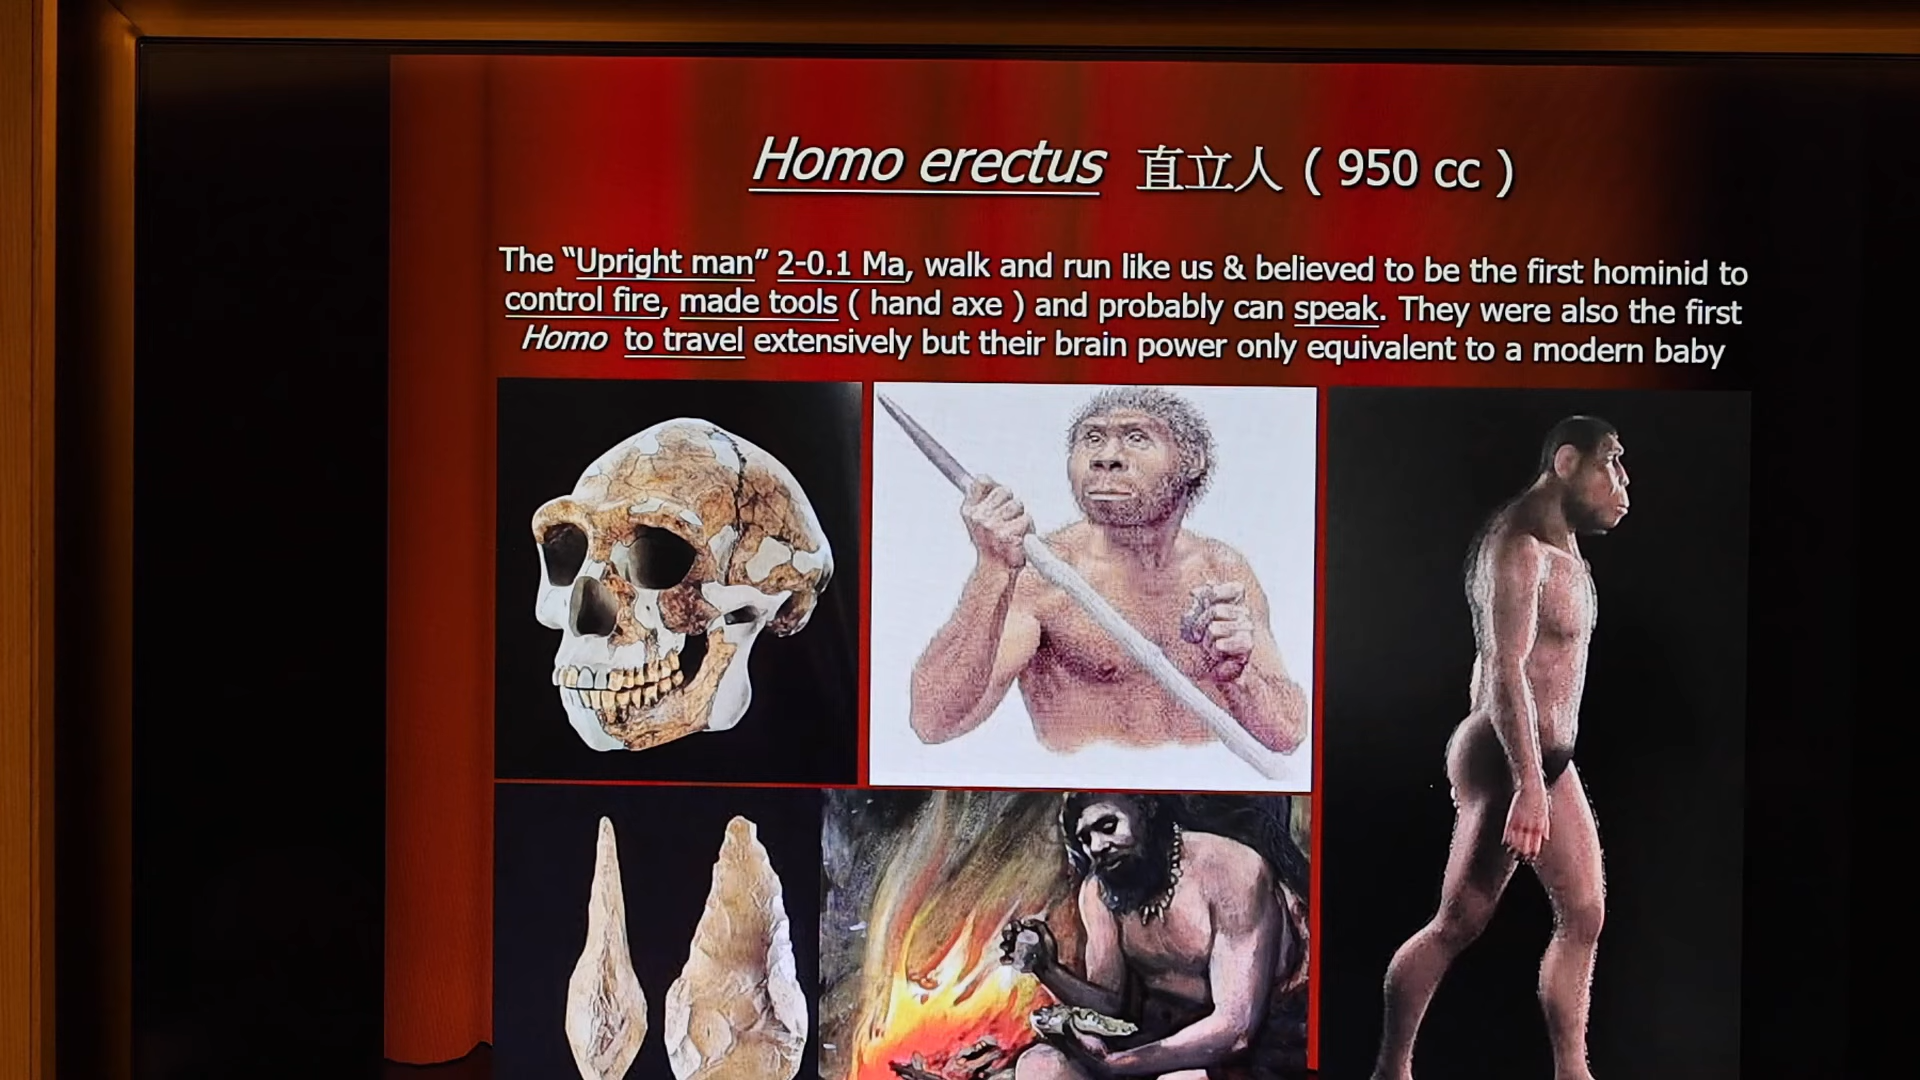 Homo erectus 直立人 ( 950 cc )
The “Upright man” 2-0.1 Ma, walk and run like us & believed to be the first hominid to
control fire, made tools ( hand axe ) and probably can speak. They were also the first
Homo to travel extensively but their brain power only equivalent to a modern baby